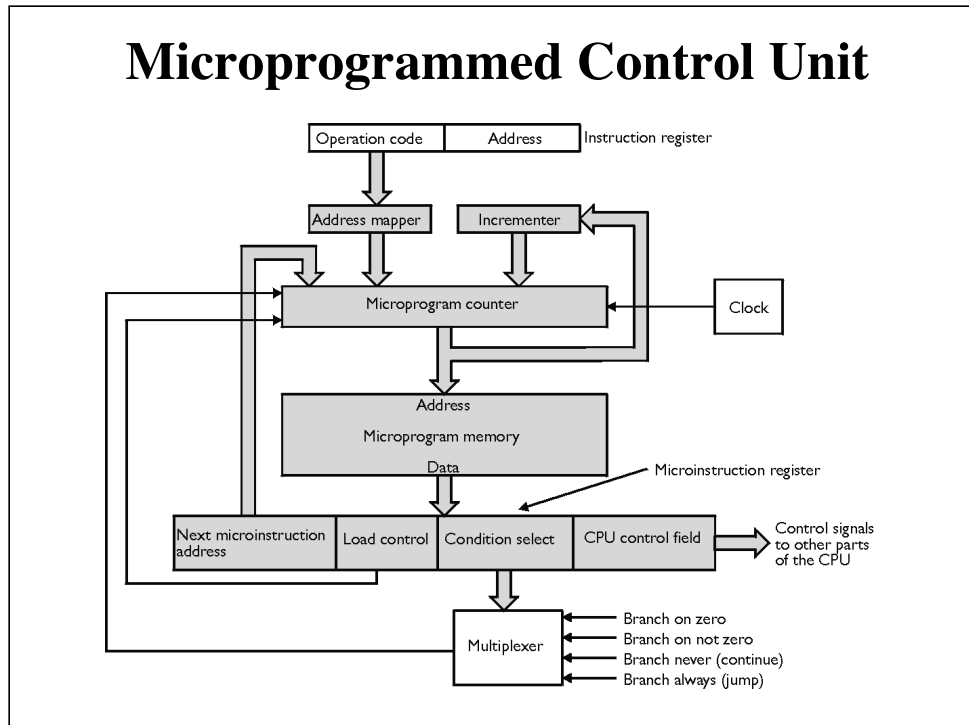 Microprogrammed Control Unit
Operation code
Address
Instruction register
Address mapper
Incrementer
Microprogram counter
Clock
Address
Microprogram memory
Data
Microinstruction register
Next microinstruction
address
Load control
Condition select
CPU control field
Control signals
to other parts
of the CPU
Multiplexer
Branch on zero
Branch on not zero
Branch never (continue)
Branch always (jump)